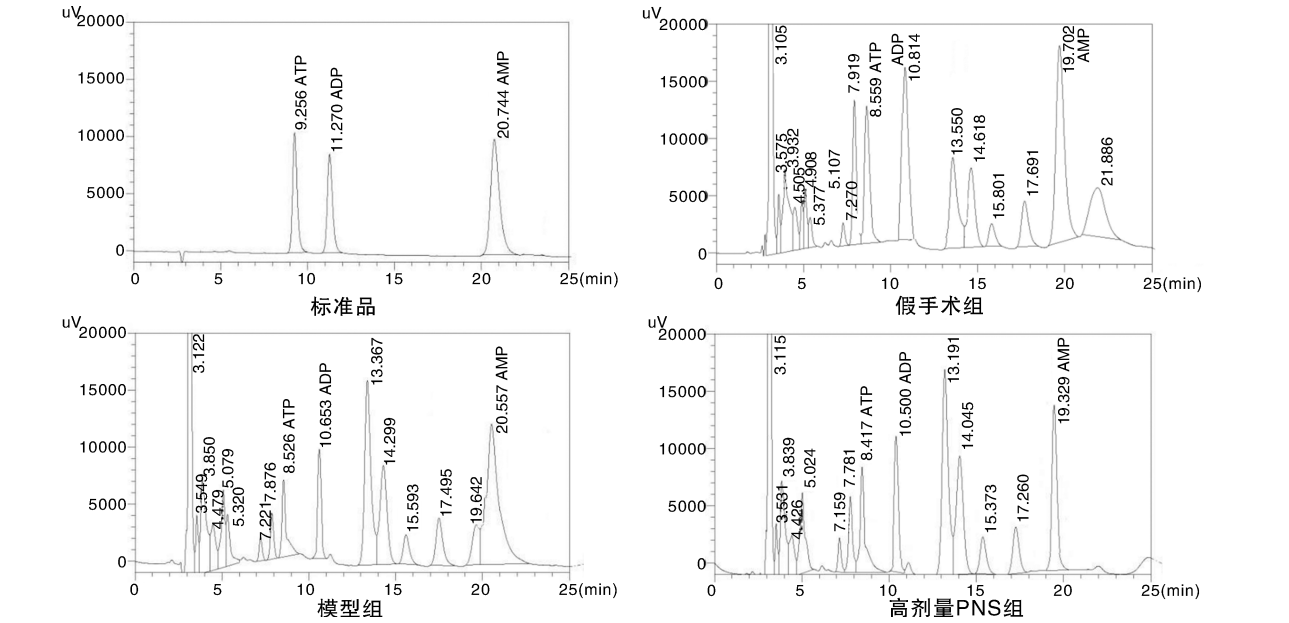 uV
20000
15000
10000
5000
0
9.256 ATP
11.270 ADP
20.744 AMP
0 5 10 15 20 25(min)
标准品
uV
20000
15000
10000
5000
0
3.105
3.575
3.932
4.505
4.908
5.377
5.107
7.270
7.919
8.559 ATP
ADP
10.814
13.550
14.618
15.801
17.691
19.702
AMP
21.886
0 5 10 15 20 25(min)
假手术组
uV
20000
15000
10000
5000
0
3.122
3.549
3.850
4.479
5.079
5.320
7.221
7.876
8.526 ATP
10.653 ADP
13.367
14.299
15.593
17.495
19.642
20.557 AMP
0 5 10 15 20 25(min)
模型组
uV
20000
15000
10000
5000
0
3.115
3.531
3.839
4.426
5.024
7.159
7.781
8.417 ATP
10.500 ADP
13.191
14.045
15.373
17.260
19.329 AMP
0 5 10 15 20 25(min)
高剂量PNS组